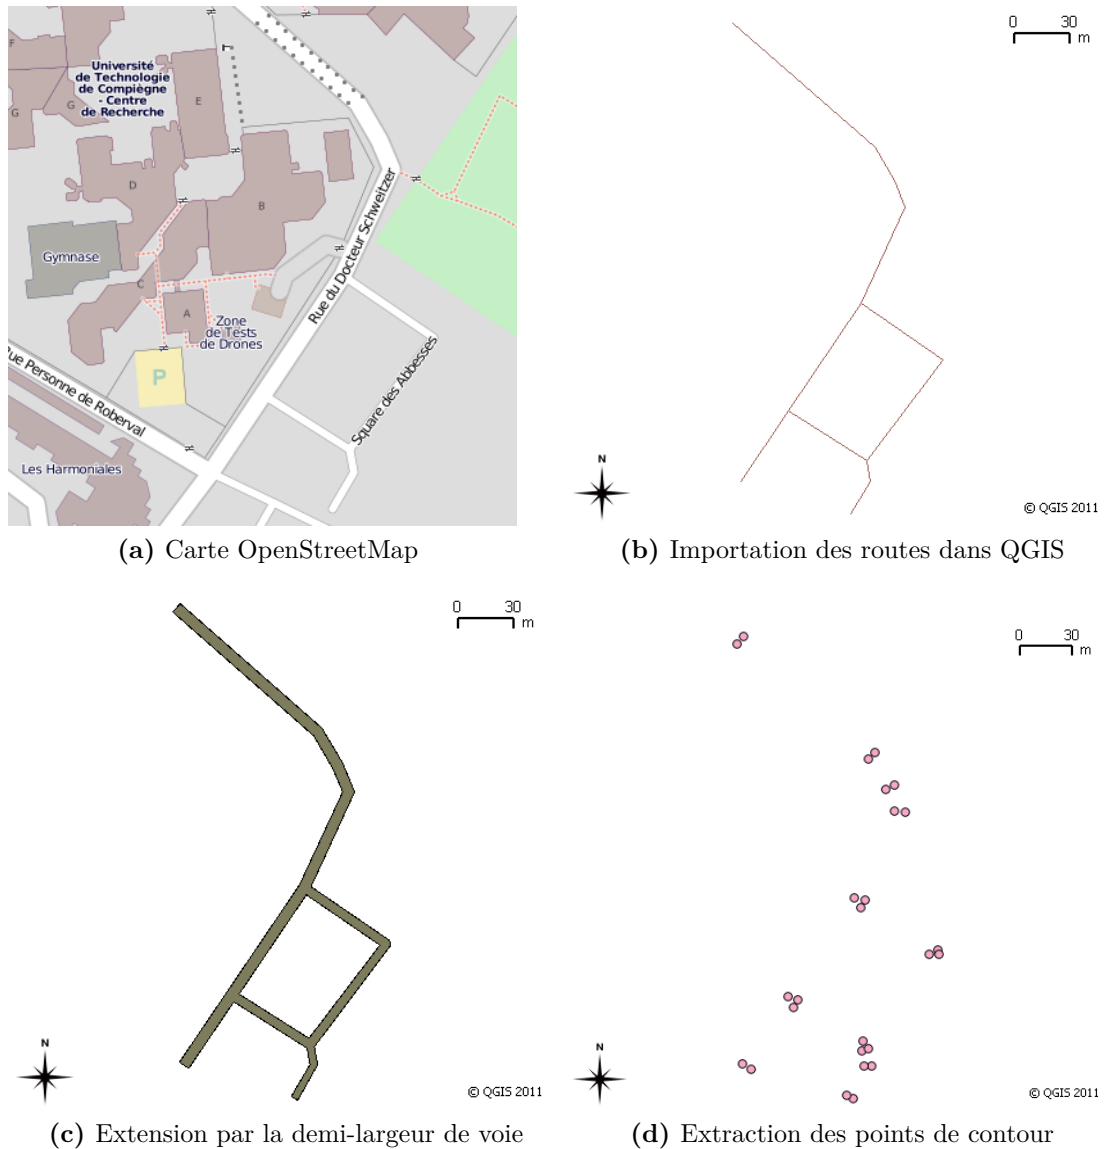 Université
de Technologie
de Compiègne
- Centre
de Recherche
F
G
G
E
D
B
Gymnase
C
A
Zone
de Tests
de Drones
P
Rue du Docteur Schweitzer
Square des Abbesses
Rue Personne de Roberval
Les Harmoniales
(a) Carte OpenStreetMap
0 30
m
N
© QGIS 2011
(b) Importation des routes dans QGIS
0 30
m
N
© QGIS 2011
(c) Extension par la demi-largeur de voie
0 30
m
N
© QGIS 2011
(d) Extraction des points de contour